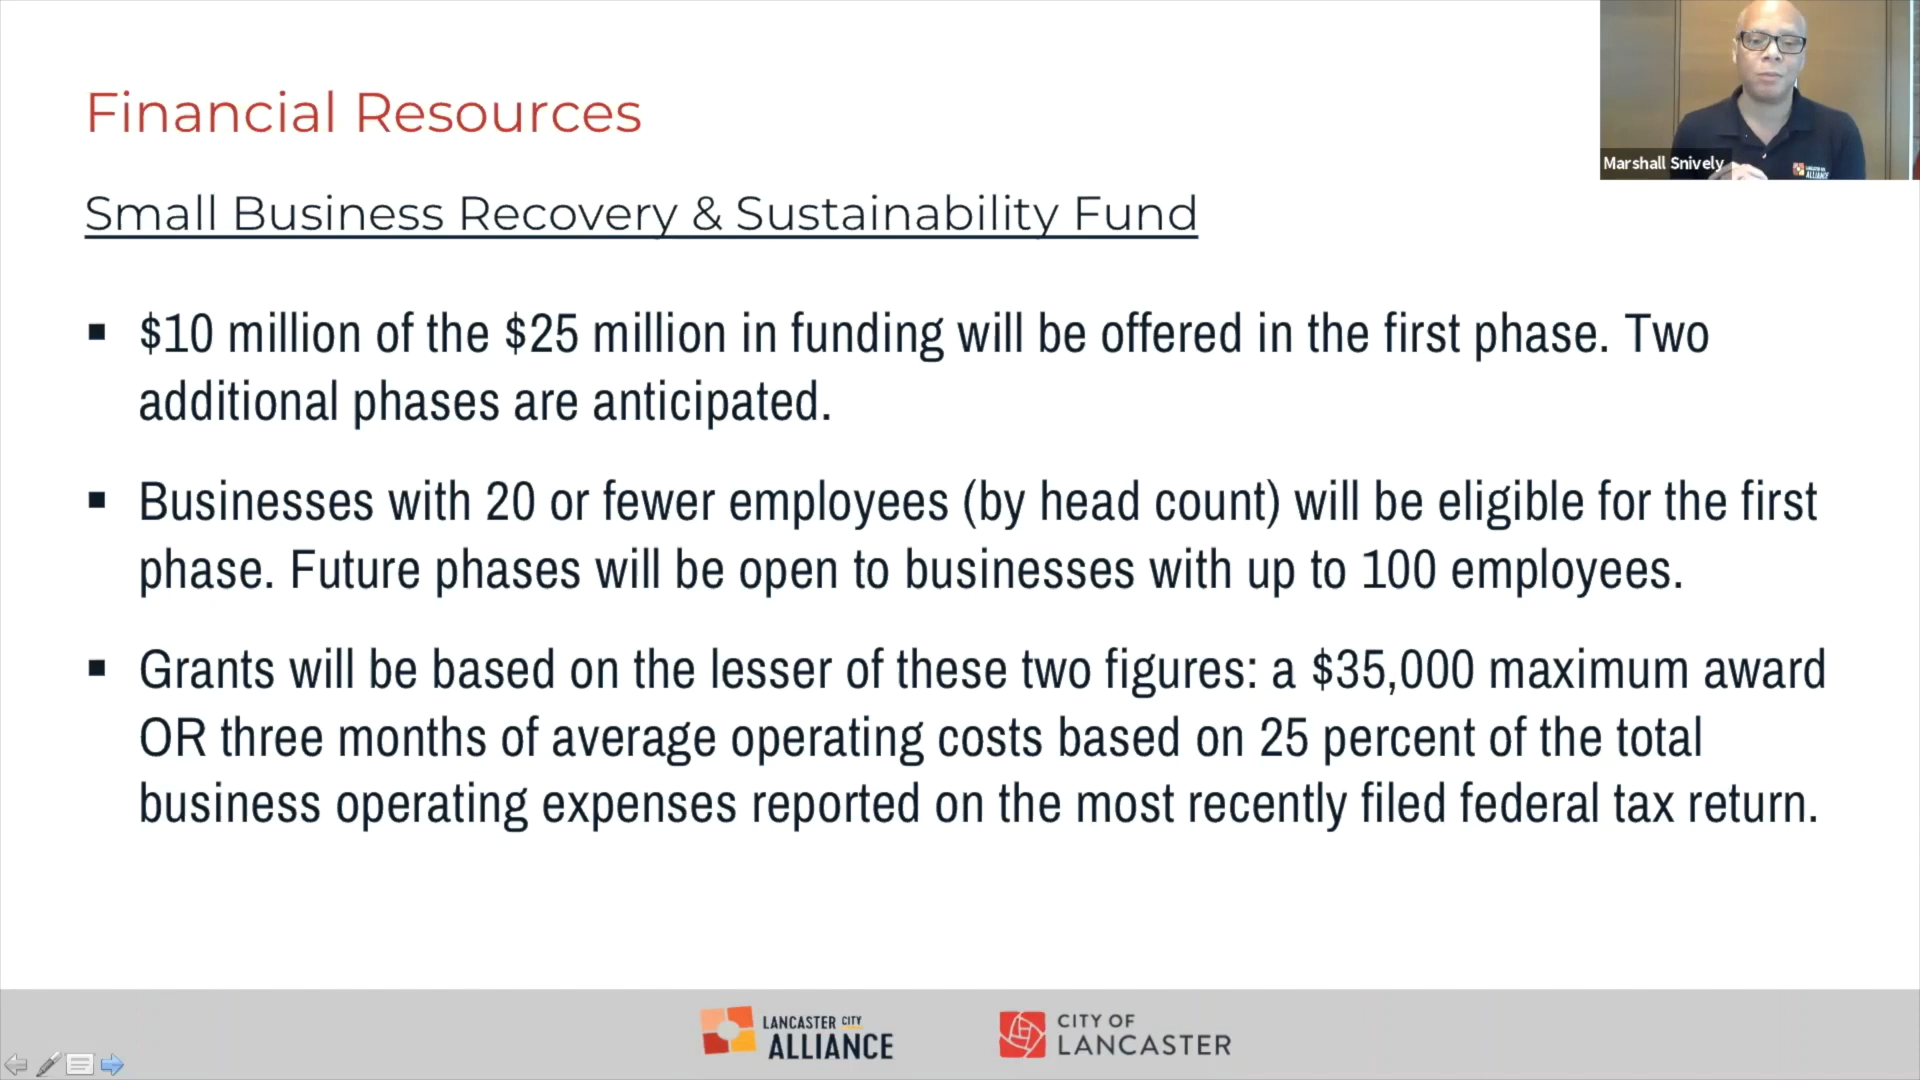 Financial Resources
Marshall Snively
LANCASTER CITY
ALLIANCE
Small Business Recovery & Sustainability Fund
▪ $10 million of the $25 million in funding will be offered in the first phase. Two
additional phases are anticipated.
▪ Businesses with 20 or fewer employees (by head count) will be eligible for the first
phase. Future phases will be open to businesses with up to 100 employees.
▪ Grants will be based on the lesser of these two figures: a $35,000 maximum award
OR three months of average operating costs based on 25 percent of the total
business operating expenses reported on the most recently filed federal tax return.
LANCASTER CITY
ALLIANCE
CITY OF
LANCASTER